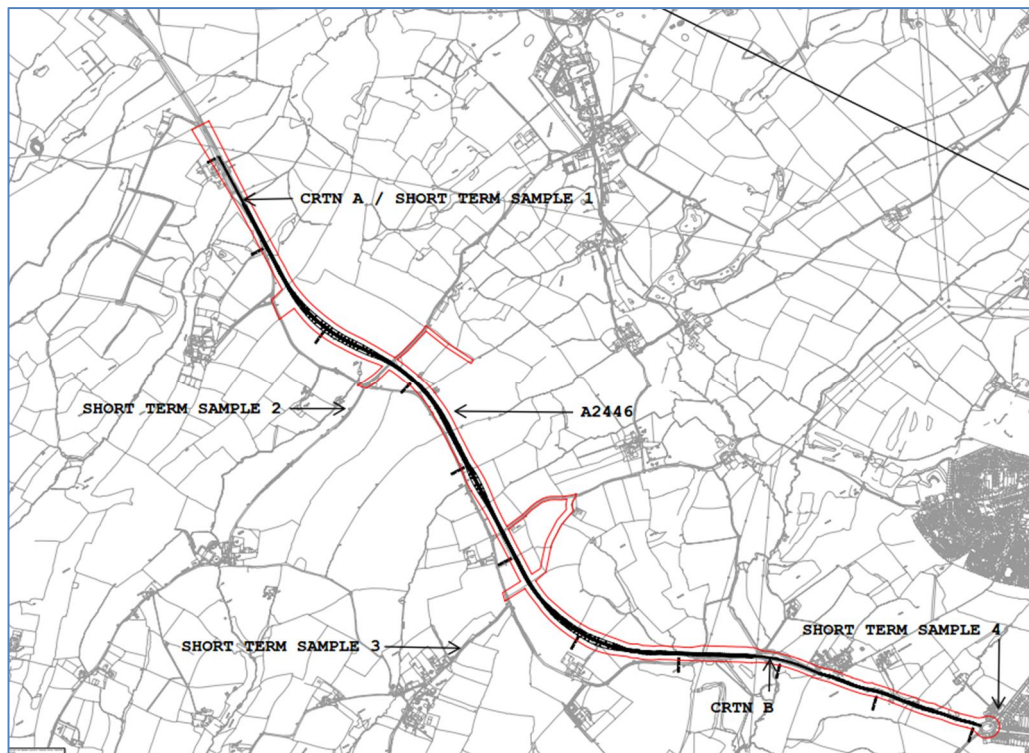 CRTN A / SHORT TERM SAMPLE 1
SHORT TERM SAMPLE 2
A2446
SHORT TERM SAMPLE 3
SHORT TERM SAMPLE 4
CRTN B